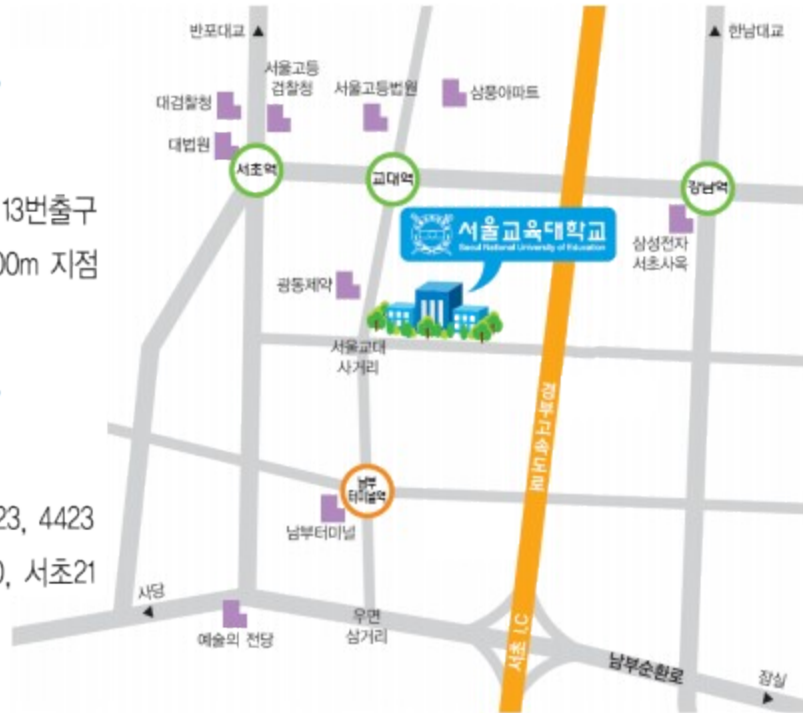 반포대교 ▲
▲ 한남대교
서울고등
검찰청
서울고등법원
삼풍아파트
대검찰청
대법원
서초역
교대역
강남역
13번출구
00m 지점
서울교육대학교
Seoul National University of Education
삼성전자
서초사옥
광동제약
서울교대
사거리
경부고속도로
남부
터미널역
남부터미널
23, 4423
), 서초21
사당
◀
예술의 전당
우면
삼거리
서초 I.C
남부순환로
잠실
▶